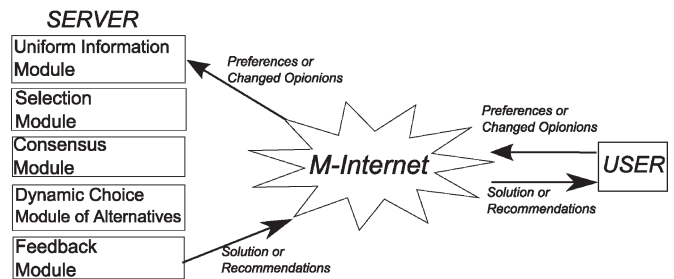 SERVER
Uniform Information
Module
Selection
Module
Consensus
Module
Dynamic Choice
Module of Alternatives
Feedback
Module
Preferences or
Changed Opionions
Solution or
Recommendations
M-Internet
Preferences or
Changed Opionions
Solution or
Recommendations
USER